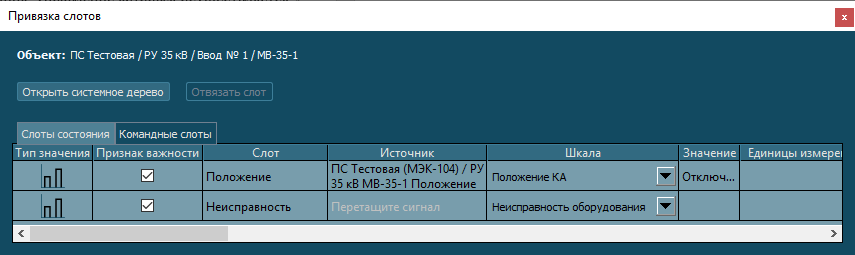 Привязка слотов
x
Объект: ПС Тестовая / РУ 35 кВ / Ввод № 1 / МВ-35-1
Открыть системное дерево Отвязать слот
Слоты состояния Командные слоты
Тип значения Признак важности Слот Источник Шкала Значение Единицы измерен
Положение ПС Тестовая (МЭК-104) / РУ 35 кВ МВ-35-1 Положение Положение КА Отключ...
Неисправность Перетащите сигнал Неисправность оборудования